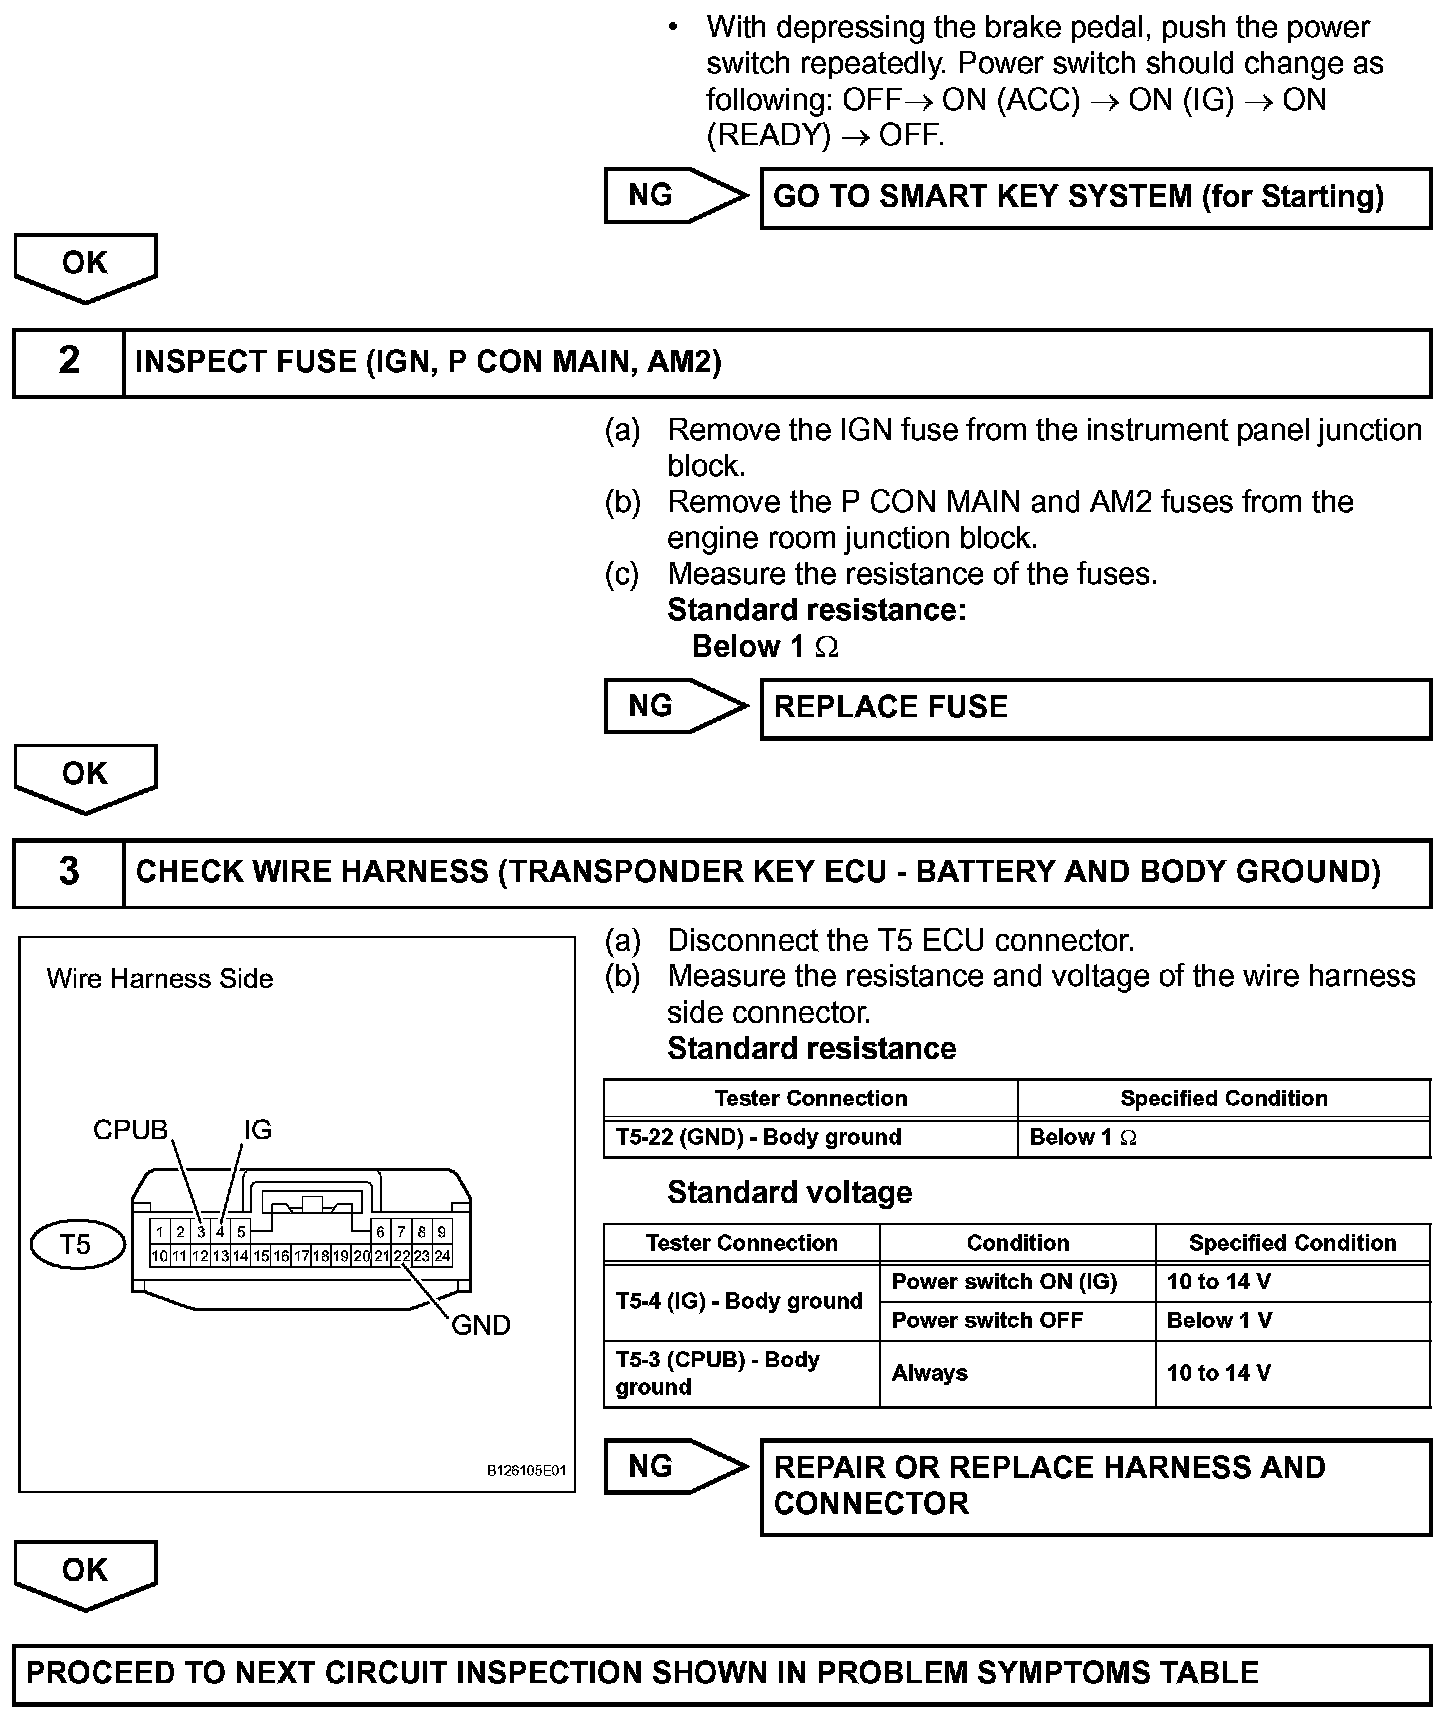 • With depressing the brake pedal, push the power
switch repeatedly. Power switch should change as
following: OFF→ ON (ACC) → ON (IG) → ON
(READY) → OFF.
NG
GO TO SMART KEY SYSTEM (for Starting)
OK
2 INSPECT FUSE (IGN, P CON MAIN, AM2)
(a) Remove the IGN fuse from the instrument panel junction
block.
(b) Remove the P CON MAIN and AM2 fuses from the
engine room junction block.
(c) Measure the resistance of the fuses.
Standard resistance:
Below 1 Ω
NG
REPLACE FUSE
OK
3 CHECK WIRE HARNESS (TRANSPONDER KEY ECU - BATTERY AND BODY GROUND)
Wire Harness Side
CPUB IG
1 2 3 4 5 6 7 8 9
T5
10 11 12 13 14 15 16 17 18 19 20 21 22 23 24
GND
B126105E01
(a) Disconnect the T5 ECU connector.
(b) Measure the resistance and voltage of the wire harness
side connector.
Standard resistance
Tester Connection Specified Condition
T5-22 (GND) - Body ground Below 1 Ω
Standard voltage
Tester Connection Condition Specified Condition
T5-4 (IG) - Body ground
Power switch ON (IG) 10 to 14 V
Power switch OFF Below 1 V
T5-3 (CPUB) - Body
ground
Always 10 to 14 V
NG
REPAIR OR REPLACE HARNESS AND
CONNECTOR
OK
PROCEED TO NEXT CIRCUIT INSPECTION SHOWN IN PROBLEM SYMPTOMS TABLE